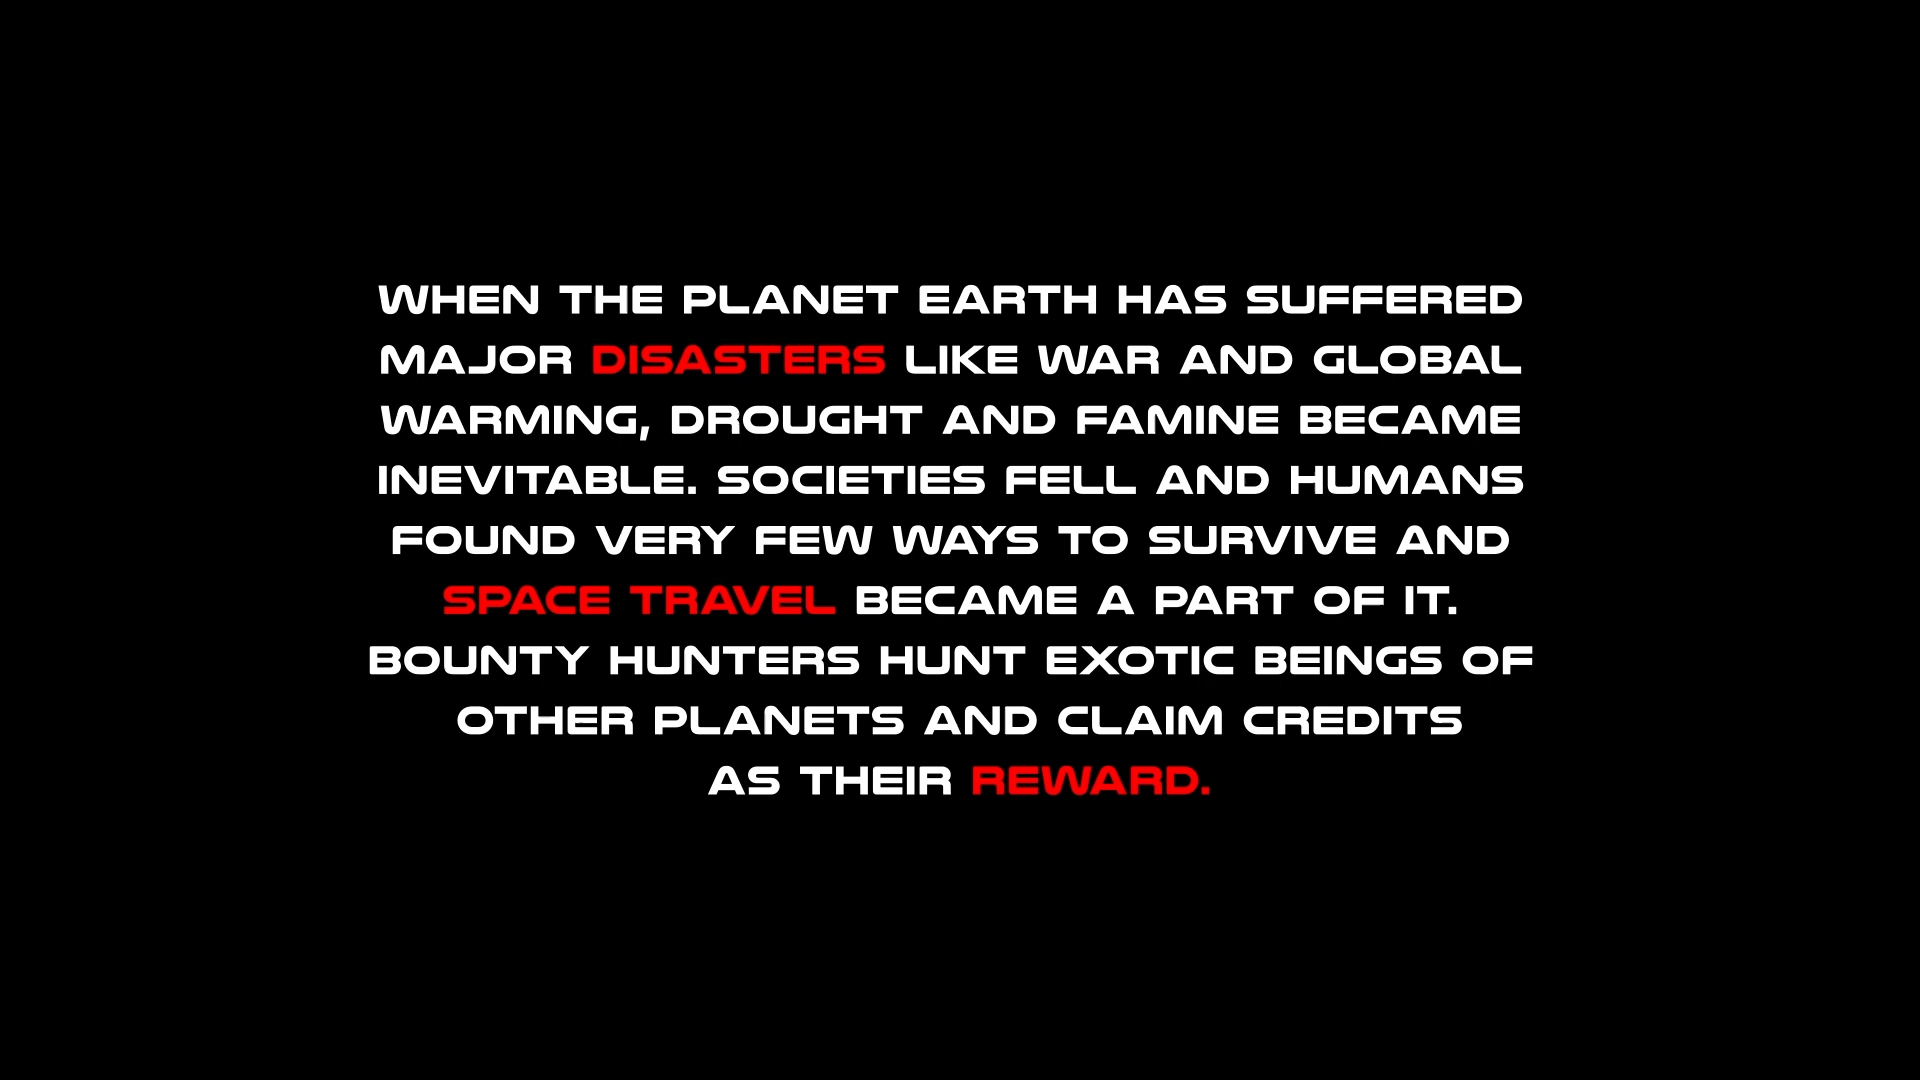 WHEN THE PLANET EARTH HAS SUFFERED
MAJOR DISASTERS LIKE WAR AND GLOBAL
WARMING, DROUGHT AND FAMINE BECAME
INEVITABLE. SOCIETIES FELL AND HUMANS
FOUND VERY FEW WAYS TO SURVIVE AND
SPACE TRAVEL BECAME A PART OF IT.
BOUNTY HUNTERS HUNT EXOTIC BEINGS OF
OTHER PLANETS AND CLAIM CREDITS
AS THEIR REWARD.